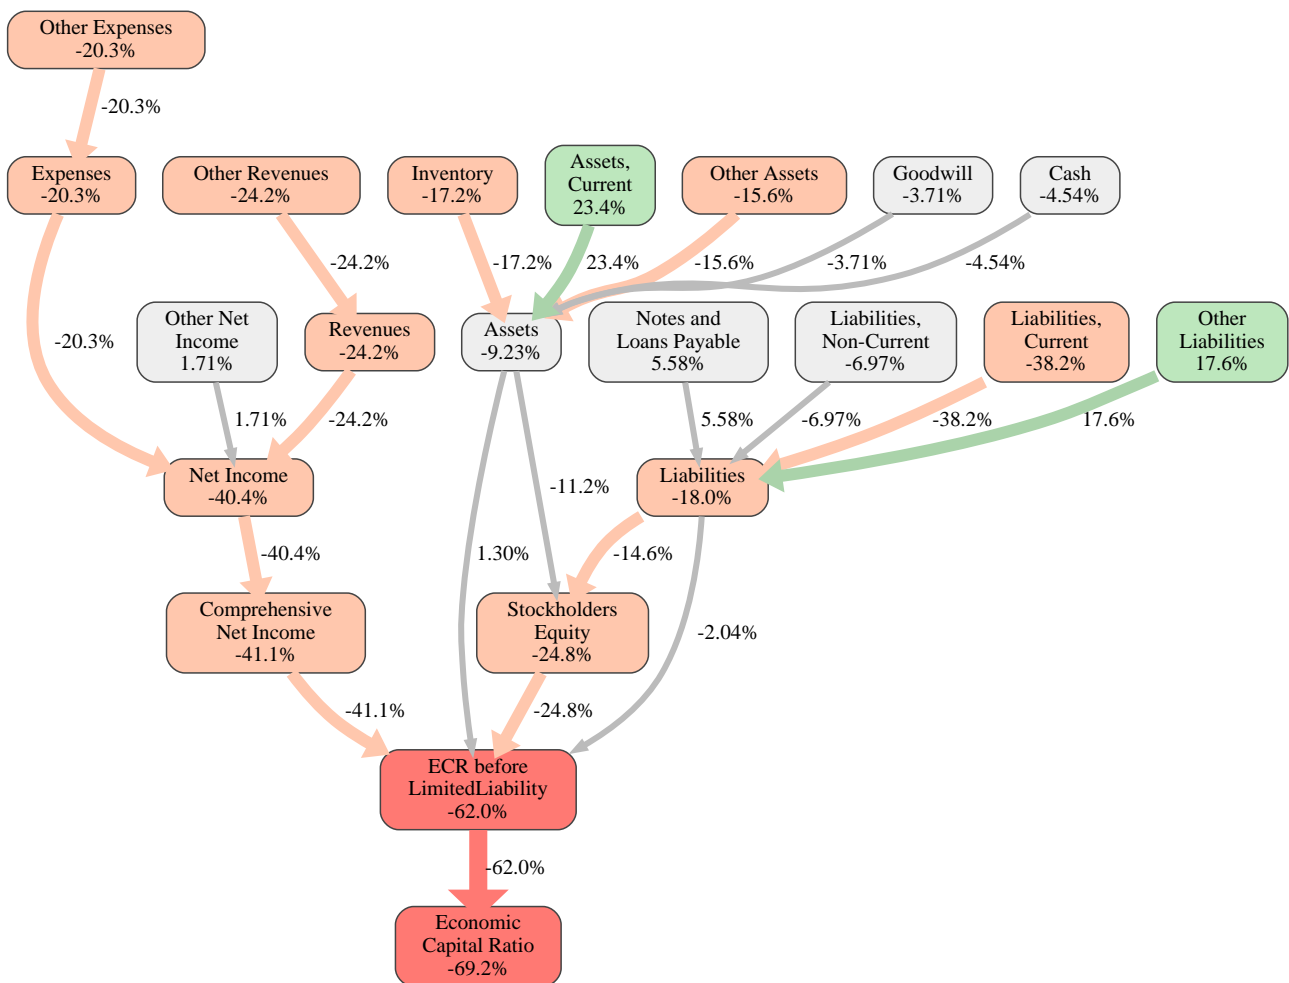 Other Expenses
-20.3%
-20.3%
Expenses
-20.3%
Other Revenues
-24.2%
Inventory
-17.2%
Assets,
Current
23.4%
Other Assets
-15.6%
Goodwill
-3.71%
Cash
-4.54%
-24.2%
-17.2%
23.4%
-15.6%
-3.71%
-4.54%
-20.3%
Other Net
Income
1.71%
Revenues
-24.2%
Assets
-9.23%
Notes and
Loans Payable
5.58%
Liabilities,
Non-Current
-6.97%
Liabilities,
Current
-38.2%
Other
Liabilities
17.6%
1.71%
-24.2%
5.58%
-6.97%
-38.2%
17.6%
Net Income
-40.4%
-11.2%
Liabilities
-18.0%
-40.4%
1.30%
-14.6%
Comprehensive
Net Income
-41.1%
Stockholders
Equity
-24.8%
-2.04%
-41.1%
-24.8%
ECR before
LimitedLiability
-62.0%
-62.0%
Economic
Capital Ratio
-69.2%